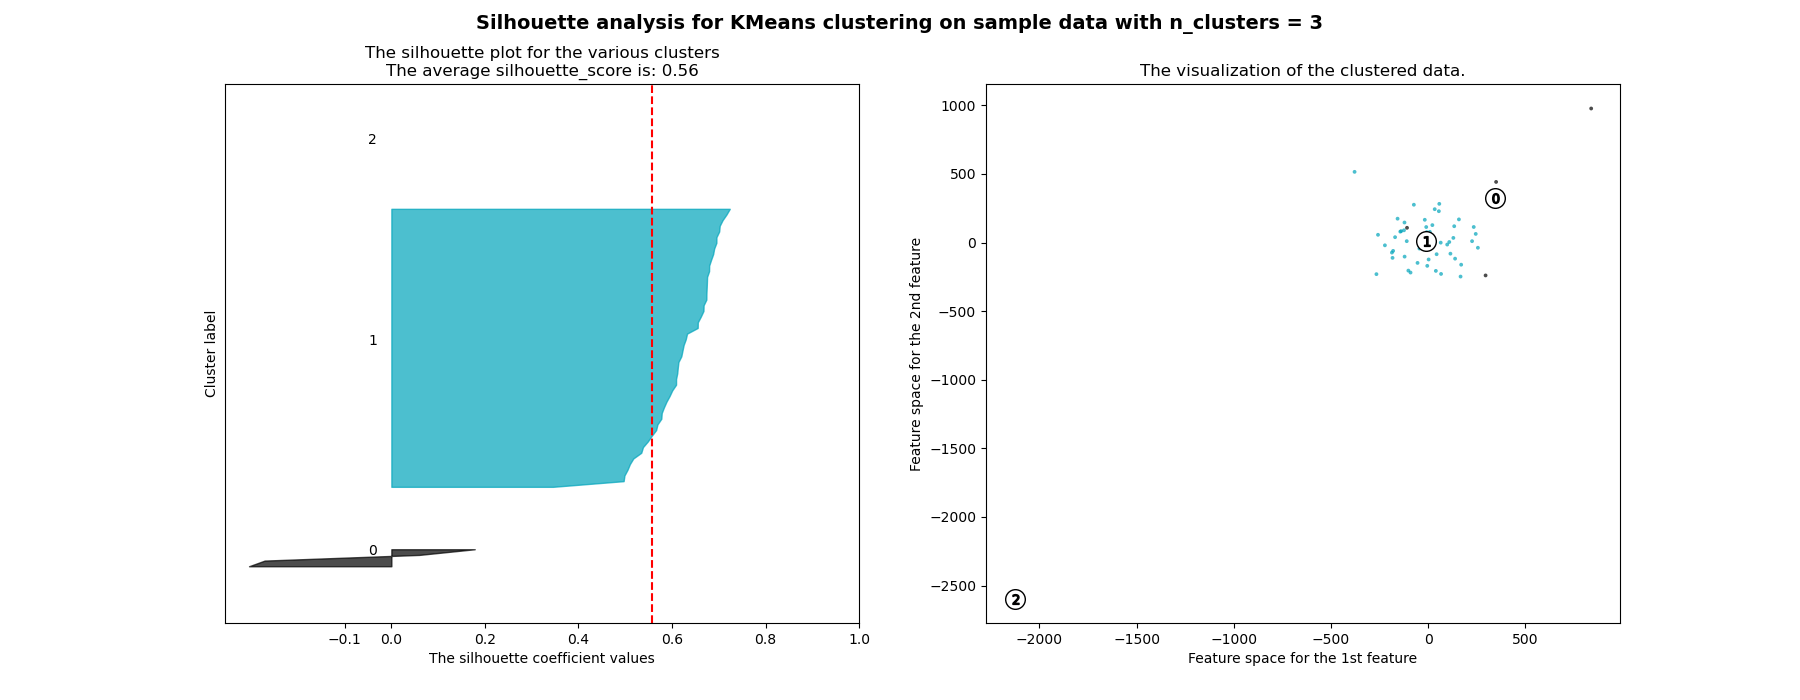 Silhouette analysis for KMeans clustering on sample data with n_clusters = 3
The silhouette plot for the various clusters
The average silhouette_score is: 0.56
2
1
0
Cluster label
−0.1 0.0 0.2 0.4 0.6 0.8 1.0
The silhouette coefficient values
The visualization of the clustered data.
1000
500
0
−500
−1000
−1500
−2000
−2500
Feature space for the 2nd feature
0
1
2
−2000 −1500 −1000 −500 0 500
Feature space for the 1st feature